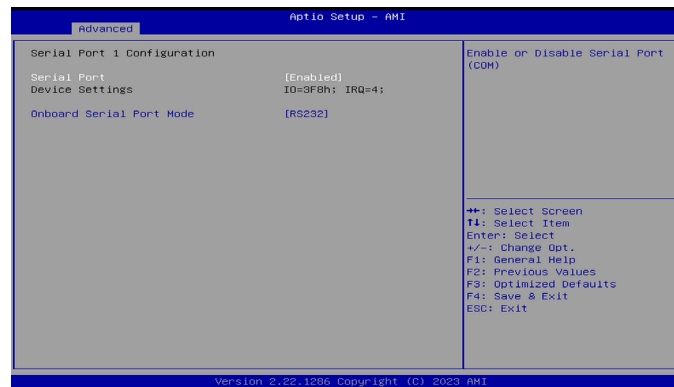 Aptio Setup – AMI
Advanced
Serial Port 1 Configuration
Serial Port [Enabled]
Device Settings IO=3F8h; IRQ=4;
Onboard Serial Port Mode [RS232]
Enable or Disable Serial Port
(COM)
→←: Select Screen
↑↓: Select Item
Enter: Select
+/-: Change Opt.
F1: General Help
F2: Previous Values
F3: Optimized Defaults
F4: Save & Exit
ESC: Exit
Version 2.22.1286 Copyright (C) 2023 AMI